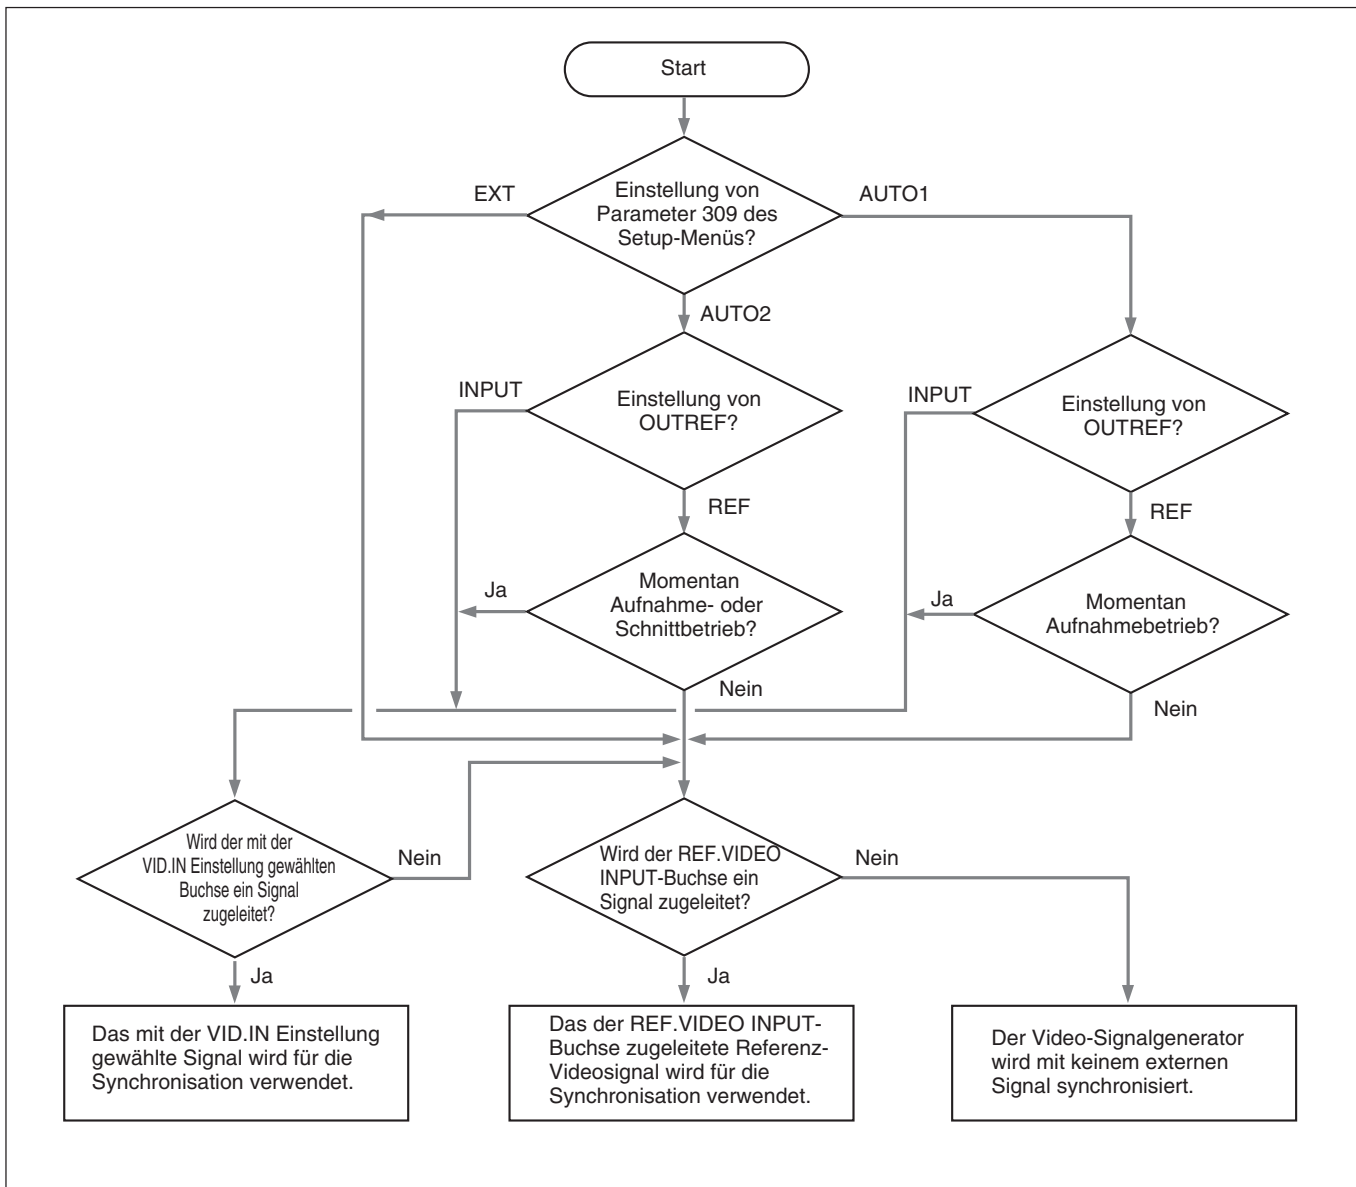 Start
EXT
Einstellung von
Parameter 309 des
Setup-Menüs?
AUTO1
AUTO2
INPUT
Einstellung von
OUTREF?
INPUT
Einstellung von
OUTREF?
REF
REF
Ja
Momentan
Aufnahme- oder
Schnittbetrieb?
Ja
Momentan
Aufnahmebetrieb?
Nein
Nein
Wird der mit der
VID.IN Einstellung gewählten
Buchse ein Signal
zugeleitet?
Nein
Wird der REF.VIDEO
INPUT-Buchse ein
Signal zugeleitet?
Nein
Ja
Ja
Das mit der VID.IN Einstellung
gewählte Signal wird für die
Synchronisation verwendet.
Das der REF.VIDEO INPUT-
Buchse zugeleitete Referenz-
Videosignal wird für die
Synchronisation verwendet.
Der Video-Signalgenerator
wird mit keinem externen
Signal synchronisiert.